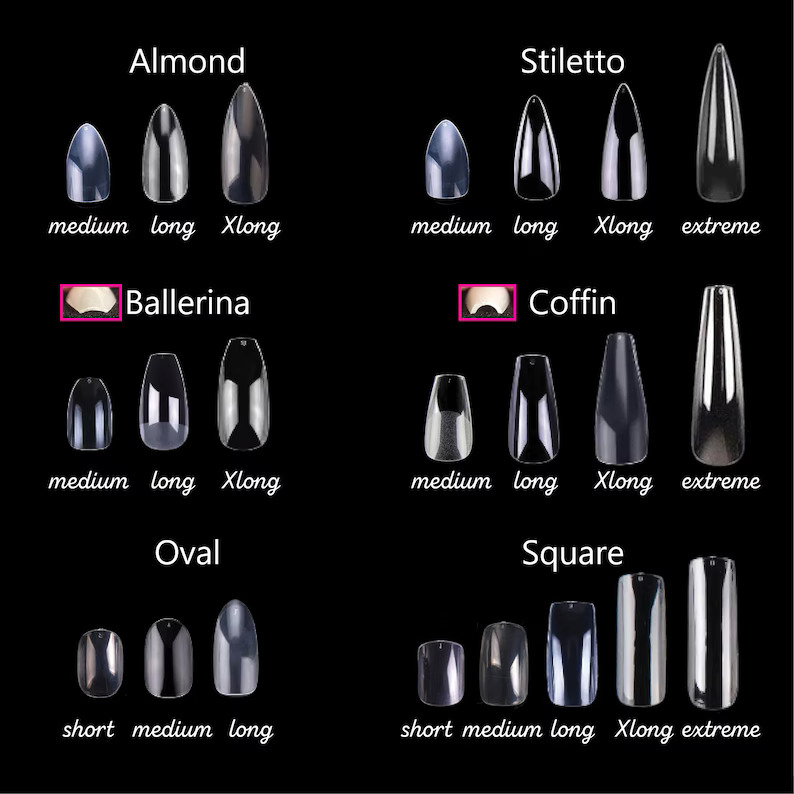 Almond
Stiletto
medium long Xlong
medium long Xlong extreme
Ballerina
Coffin
medium long Xlong
medium long Xlong extreme
Oval
Square
short medium long
short medium long Xlong extreme